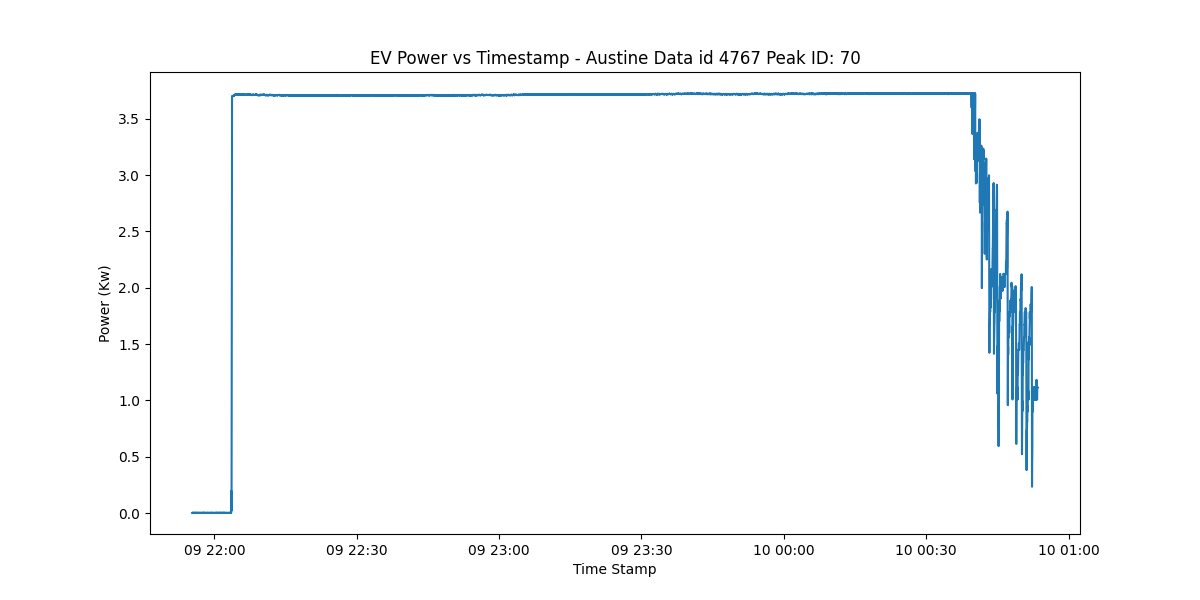 EV Power vs Timestamp - Austine Data id 4767 Peak ID: 70
Power (Kw)
3.5
3.0
2.5
2.0
1.5
1.0
0.5
0.0
09 22:00 09 22:30 09 23:00 09 23:30 10 00:00 10 00:30 10 01:00
Time Stamp